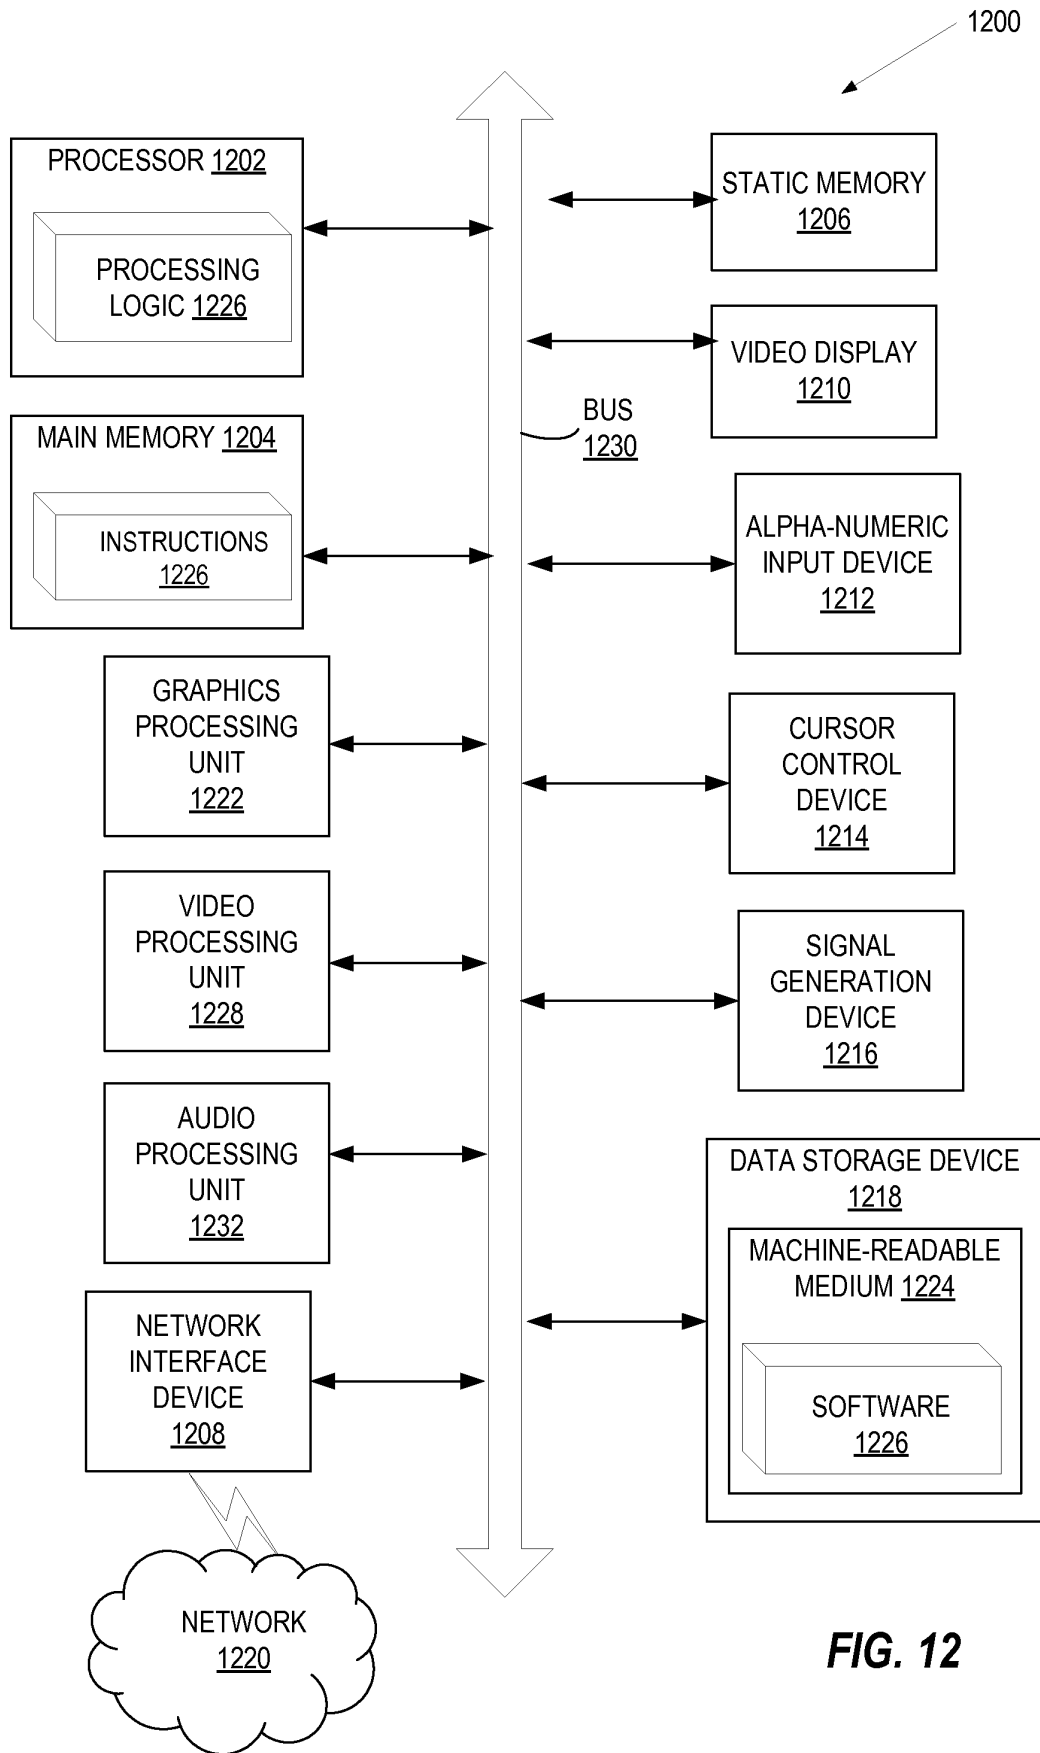 1200
PROCESSOR 1202
PROCESSING
LOGIC 1226
MAIN MEMORY 1204
INSTRUCTIONS
1226
GRAPHICS
PROCESSING
UNIT
1222
VIDEO
PROCESSING
UNIT
1228
AUDIO
PROCESSING
UNIT
1232
NETWORK
INTERFACE
DEVICE
1208
NETWORK
1220
BUS
1230
STATIC MEMORY
1206
VIDEO DISPLAY
1210
ALPHA-NUMERIC
INPUT DEVICE
1212
CURSOR
CONTROL
DEVICE
1214
SIGNAL
GENERATION
DEVICE
1216
DATA STORAGE DEVICE
1218
MACHINE-READABLE
MEDIUM 1224
SOFTWARE
1226
FIG. 12